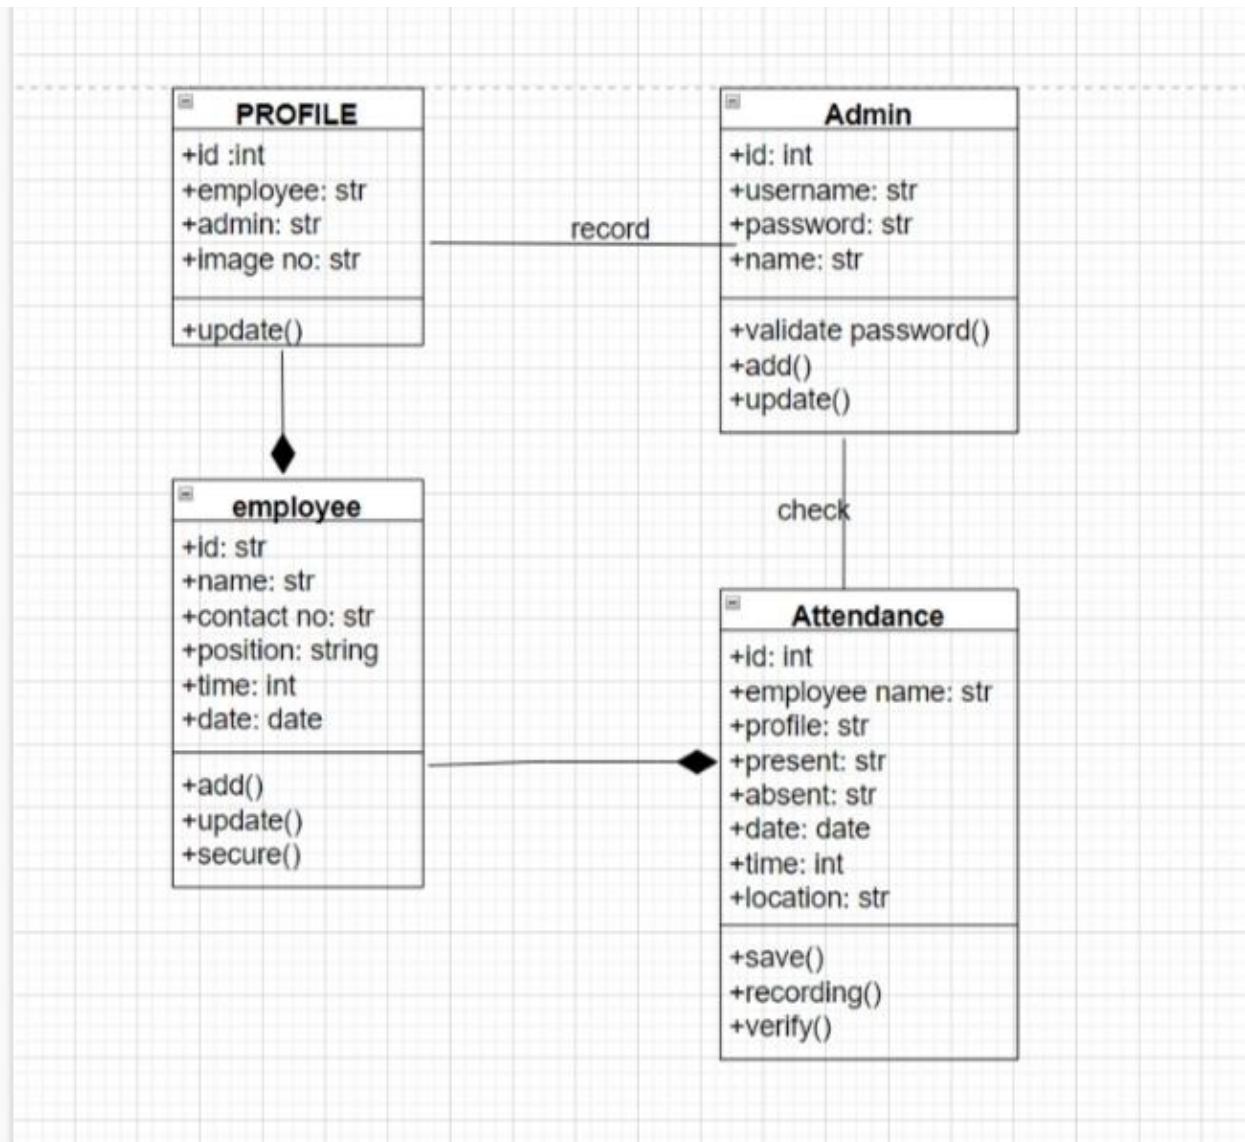 PROFILE
+id :int
+employee: str
+admin: str
+image no: str
+update()
record
Admin
+id: int
+username: str
+password: str
+name: str
+validate password()
+add()
+update()
check
employee
+id: str
+name: str
+contact no: str
+position: string
+time: int
+date: date
+add()
+update()
+secure()
Attendance
+id: int
+employee name: str
+profile: str
+present: str
+absent: str
+date: date
+time: int
+location: str
+save()
+recording()
+verify()